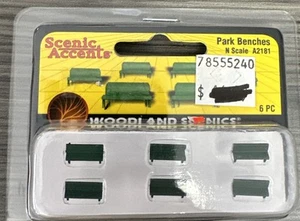 Scenic
Accents
Park Benches
N Scale A2181
78555240
$
6 PC
WOODLAND SCENICS